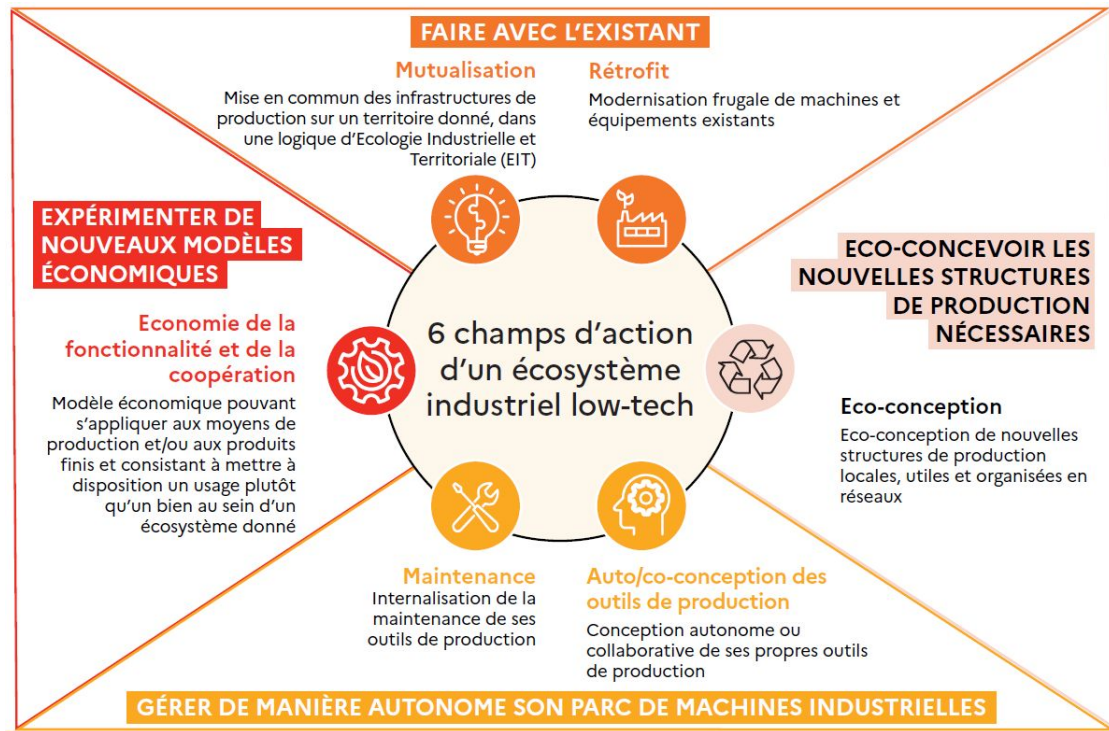 FAIRE AVEC L'EXISTANT
Mutualisation
Mise en commun des infrastructures de
production sur un territoire donné, dans
une logique d'Ecologie Industrielle et
Territoriale (EIT)
Rétrofit
Modernisation frugale de machines et
équipements existants
EXPÉRIMENTER DE
NOUVEAUX MODÈLES
ÉCONOMIQUES
Economie de la
fonctionnalité et de la
coopération
Modèle économique pouvant
s'appliquer aux moyens de
production et/ou aux produits
finis et consistant à mettre à
disposition un usage plutôt
qu'un bien au sein d'un
écosystème donné
6 champs d'action
d'un écosystème
industriel low-tech
ECO-CONCEVOIR LES
NOUVELLES STRUCTURES
DE PRODUCTION
NÉCESSAIRES
Eco-conception
Eco-conception de nouvelles
structures de production
locales, utiles et organisées en
réseaux
Maintenance
Internalisation de la
maintenance de ses
outils de production
Auto/co-conception des
outils de production
Conception autonome ou
collaborative de ses propres outils
de production
GÉRER DE MANIÈRE AUTONOME SON PARC DE MACHINES INDUSTRIELLES